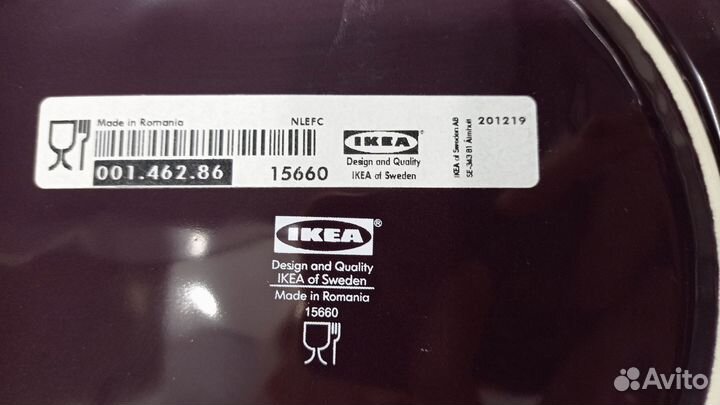 Made in Romania NLEFC
001.462.86 15660
IKEA
Design and Quality
IKEA of Sweden
IKEA of Sweden AB
SE-343 81 Älmhult
201219
IKEA®
Design and Quality
IKEA of Sweden
Made in Romania
15660
Avito